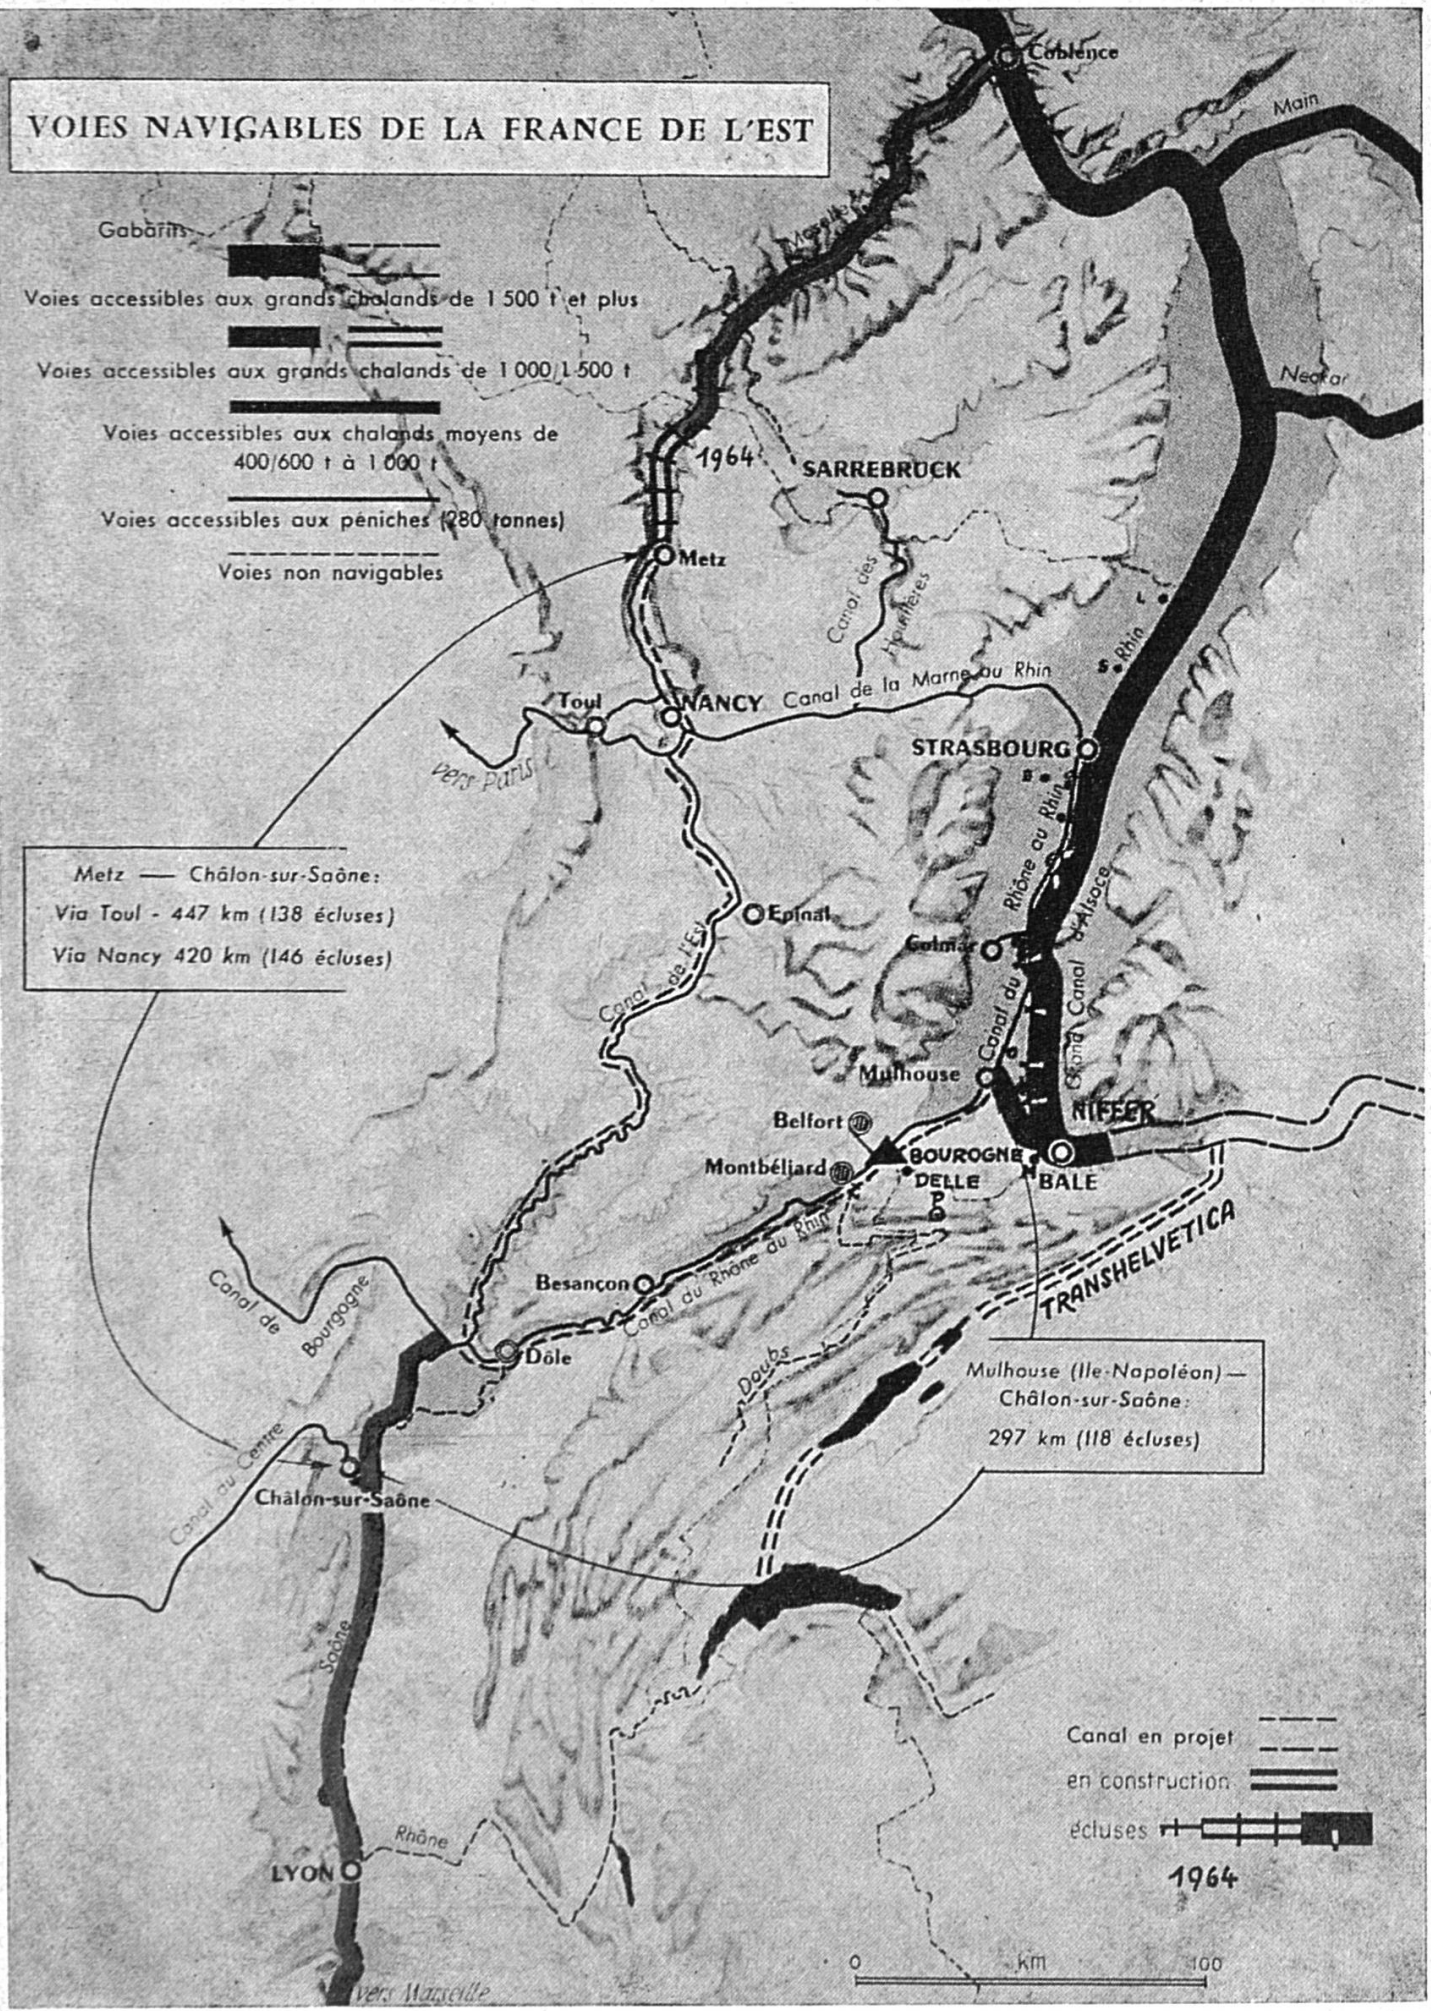 Coblence
Main
VOIES NAVIGABLES DE LA FRANCE DE L'EST
Moselle
Gabarits
Voies accessibles aux grands chalands de 1 500 t et plus
Voies accessibles aux grands chalands de 1 000/1 500 t
Neckar
Voies accessibles aux chalands moyens de
400/600 t à 1 000 t
1964
SARREBRUCK
Voies accessibles aux péniches (280 tonnes)
Voies non navigables
Metz
Canal des
Houillères
L
Rhin
S
Toul
NANCY
Canal de la Marne au Rhin
vers Paris
STRASBOURG
B
Rhône au Rhin
Metz — Châlon-sur-Saône:
Via Toul - 447 km (138 écluses)
Via Nancy 420 km (146 écluses)
Epinal
d'Alsace
Colmar
Canal de l'Est
Canal du
Grand Canal
Mulhouse
NIFFER
Belfort
BOUROGNE
Montbéliard
DELLE
BALE
P
TRANSHELVETICA
Canal de
Bourgogne
Besançon
Canal du Rhône au Rhin
Dôle
Doubs
Mulhouse (Ile-Napoléon) —
Châlon-sur-Saône:
297 km (118 écluses)
Canal du Centre
Châlon-sur-Saône
Saône
Canal en projet
en construction
écluses
1964
Rhône
LYON
0 km 100
vers Marseille